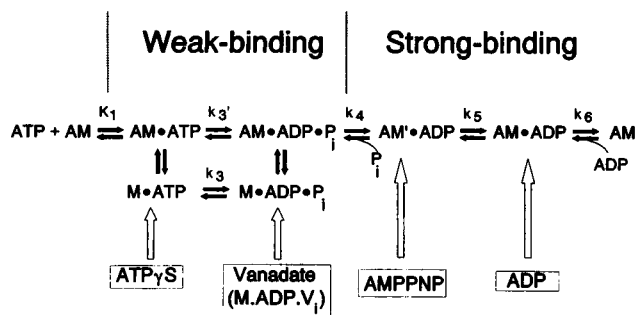 Weak-binding Strong-binding
K1 k3' k4 k5 k6
ATP + AM AM•ATP AM•ADP•Pi AM'•ADP AM•ADP AM
Pi ADP
k3
M•ATP M•ADP•Pi
ATPγS Vanadate (M.ADP.Vi) AMPPNP ADP